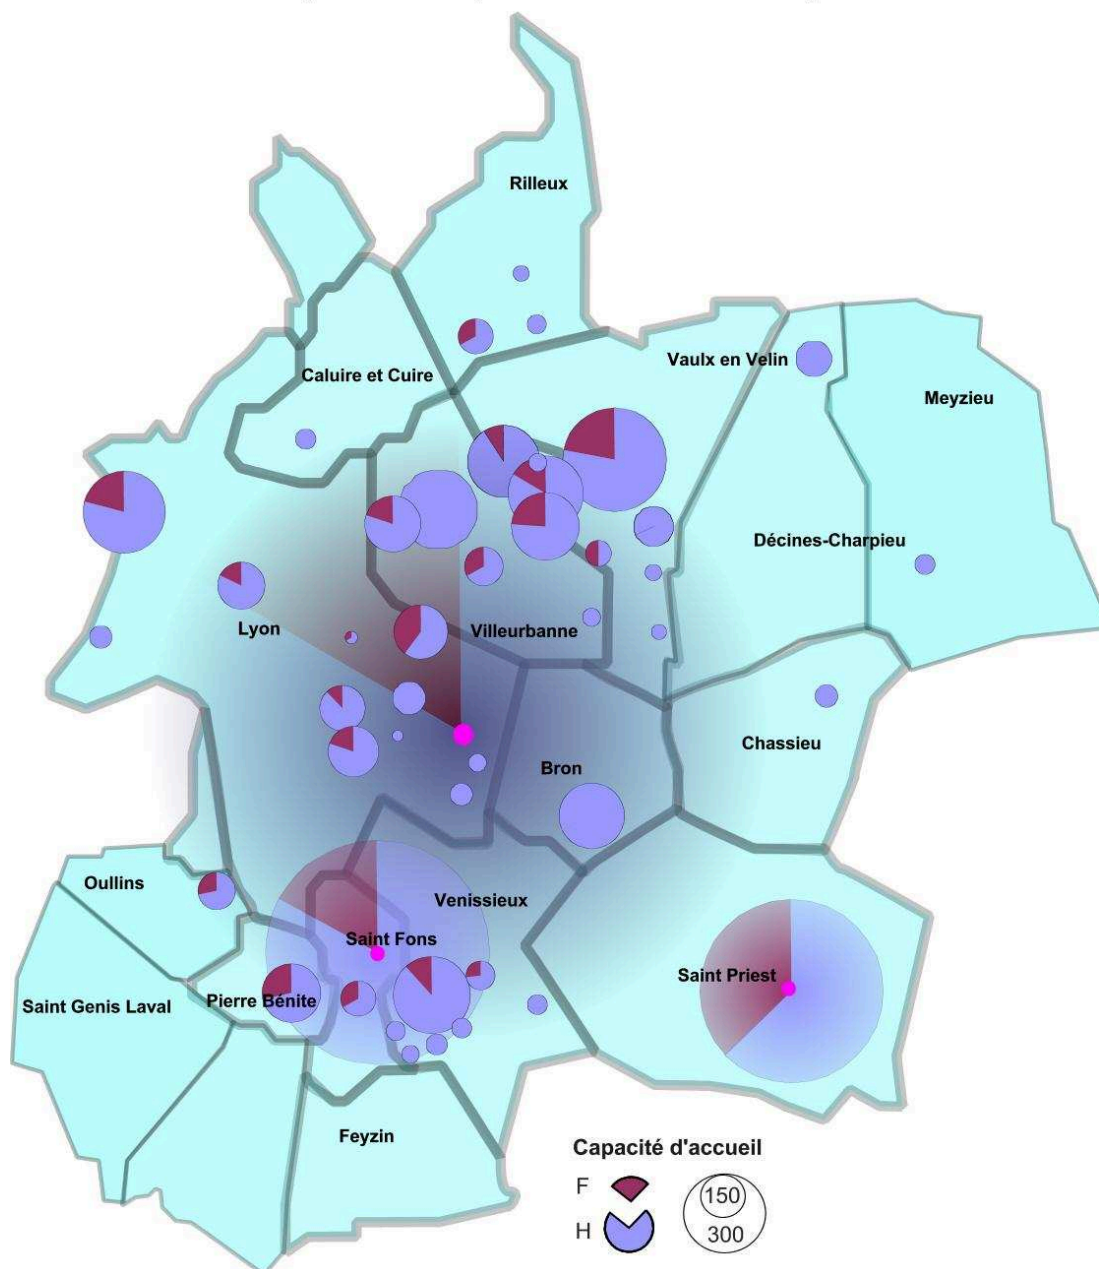 Rilleux
Caluire et Cuire
Vaulx en Velin
Meyzieu
Décines-Charpieu
Lyon
Villeurbanne
Chassieu
Bron
Oullins
Venissieux
Saint Fons
Saint Priest
Saint Genis Laval
Pierre Bénite
Feyzin
Capacité d'accueil
F
150
H
300